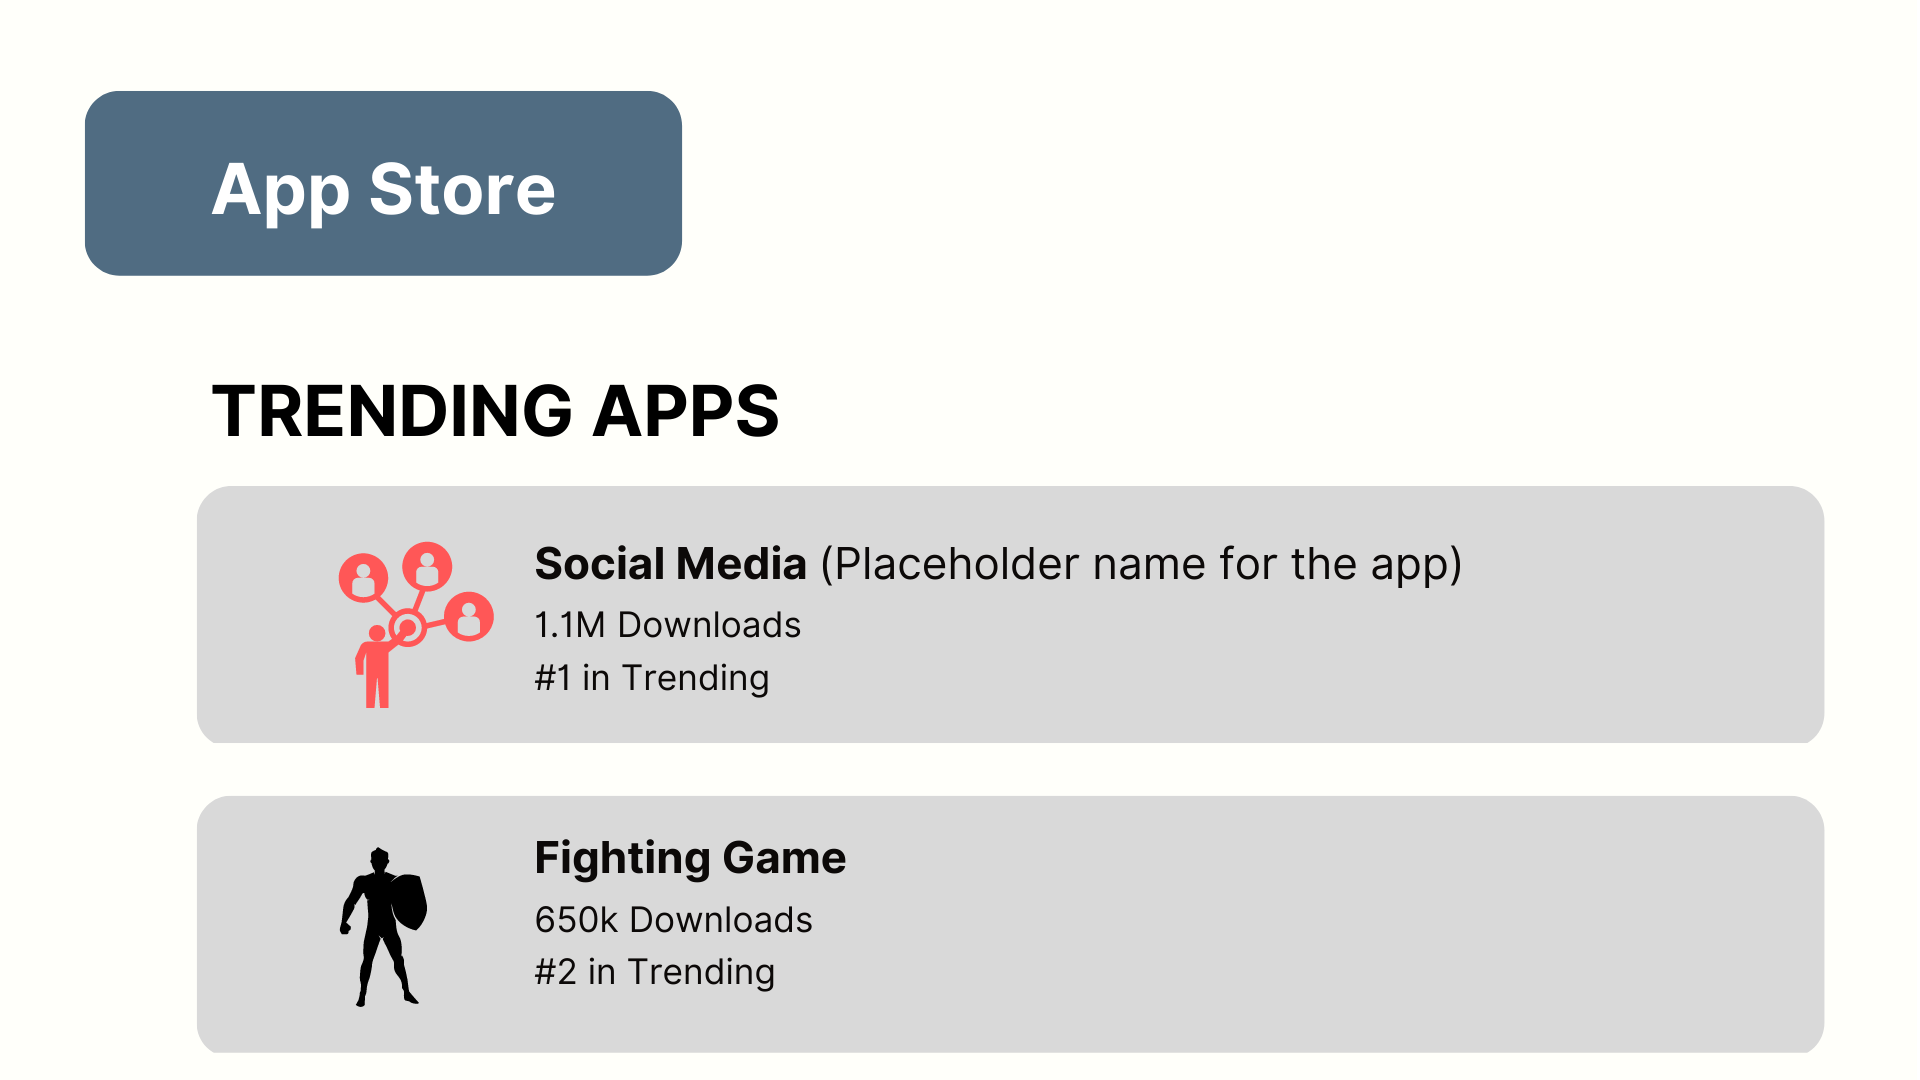 App Store
TRENDING APPS
Social Media (Placeholder name for the app)
1.1M Downloads
#1 in Trending
Fighting Game
650k Downloads
#2 in Trending